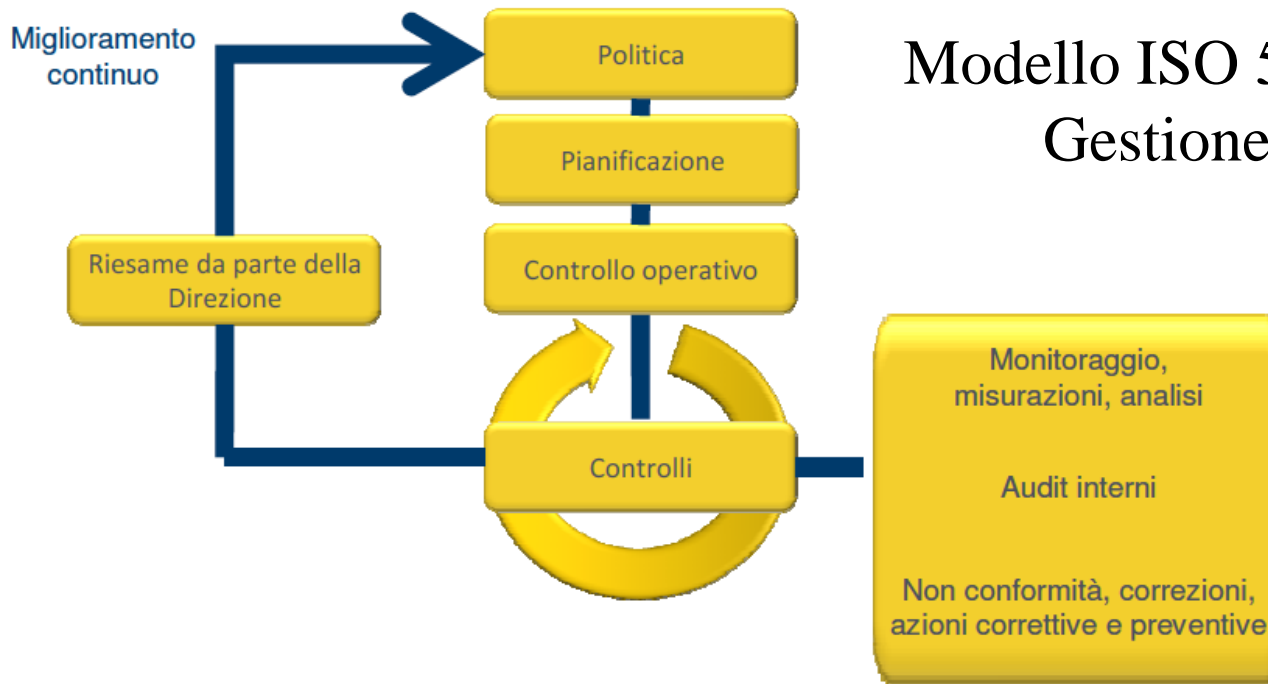 Miglioramento
continuo
Modello ISO 5
Gestione
Politica
Pianificazione
Controllo operativo
Riesame da parte della
Direzione
Controlli
Monitoraggio,
misurazioni, analisi
Audit interni
Non conformità, correzioni,
azioni correttive e preventive